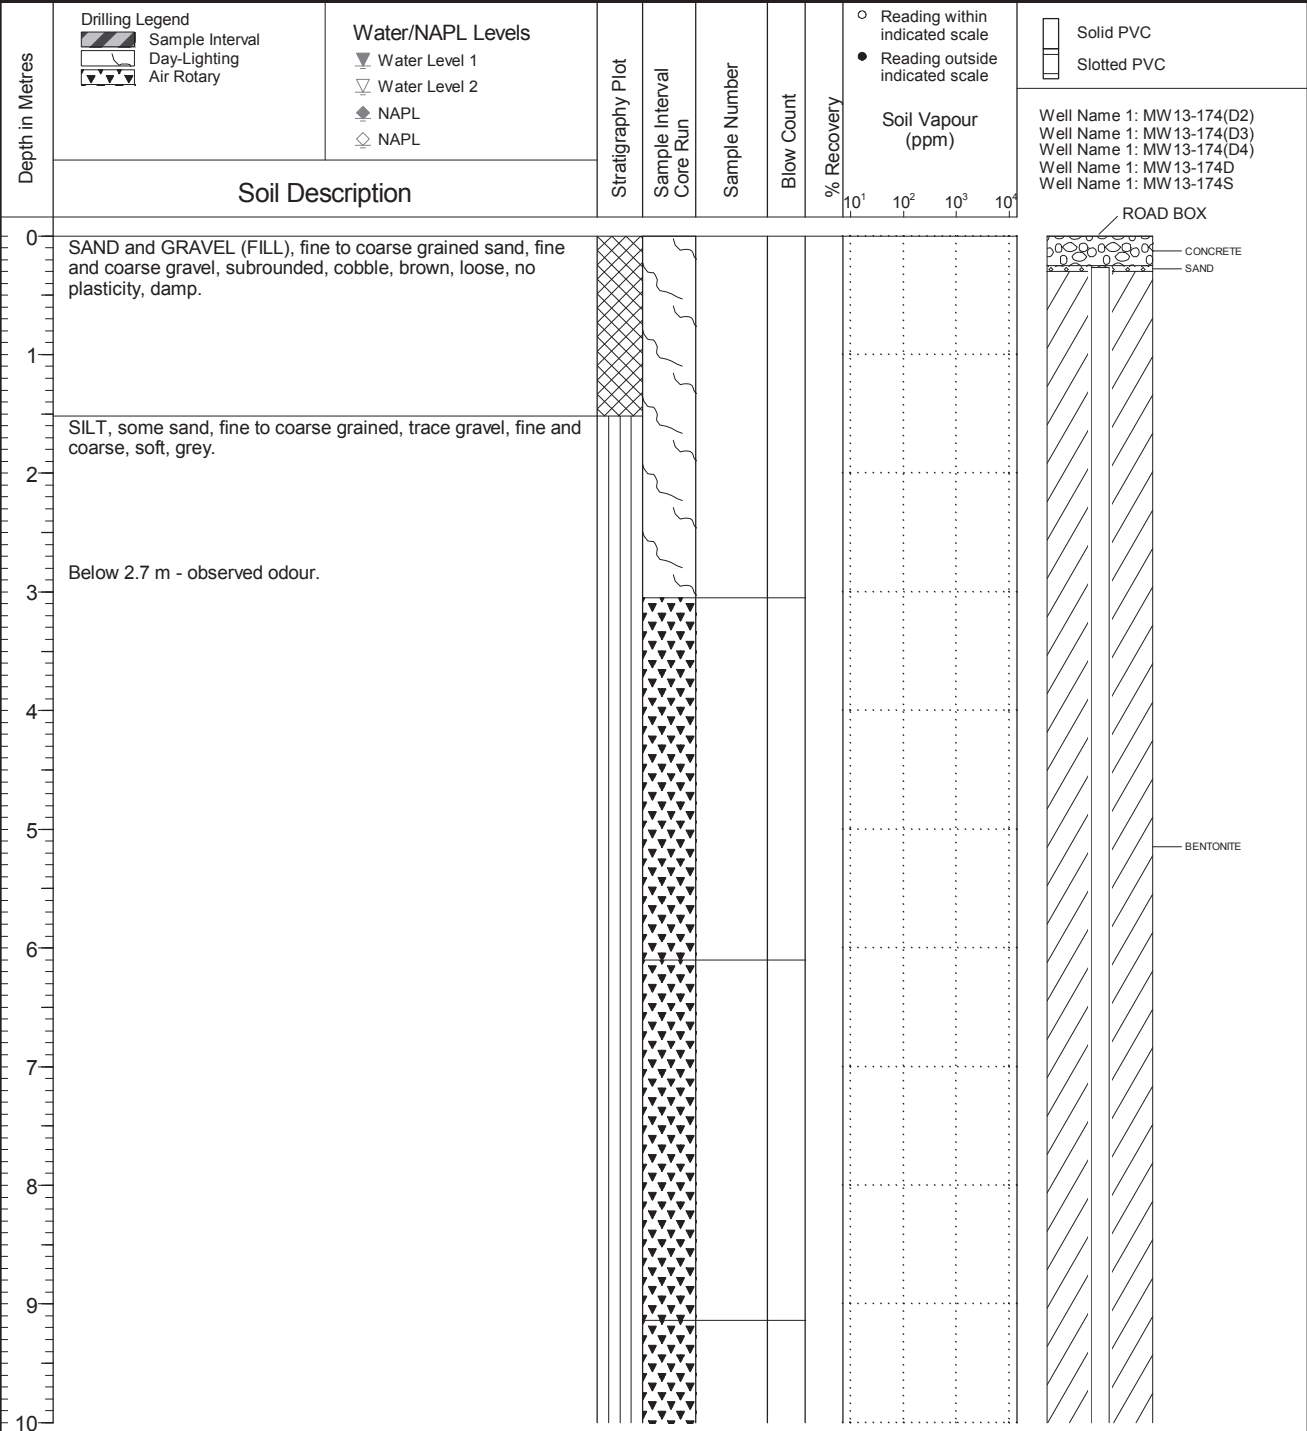 Depth in Metres
Drilling Legend
Sample Interval
Day-Lighting
Air Rotary
Water/NAPL Levels
Water Level 1
Water Level 2
NAPL
NAPL
Soil Description
Stratigraphy Plot
Sample Interval
Core Run
Sample Number
Blow Count
% Recovery
Reading within
indicated scale
Reading outside
indicated scale
Soil Vapour
(ppm)
10¹ 10² 10³ 10⁴
Solid PVC
Slotted PVC
Well Name 1: MW13-174(D2)
Well Name 1: MW13-174(D3)
Well Name 1: MW13-174(D4)
Well Name 1: MW13-174D
Well Name 1: MW13-174S
ROAD BOX
CONCRETE
SAND
BENTONITE
0
SAND and GRAVEL (FILL), fine to coarse grained sand, fine
and coarse gravel, subrounded, cobble, brown, loose, no
plasticity, damp.
1
SILT, some sand, fine to coarse grained, trace gravel, fine and
coarse, soft, grey.
2
Below 2.7 m - observed odour.
3
4
5
6
7
8
9
10